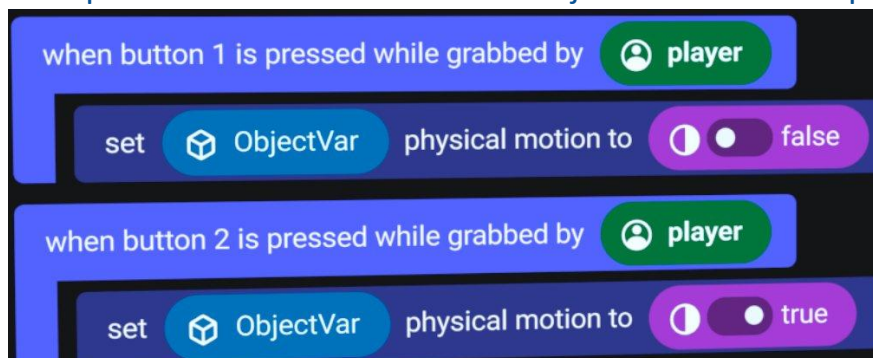 when button 1 is pressed while grabbed by player
set ObjectVar physical motion to false
when button 2 is pressed while grabbed by player
set ObjectVar physical motion to true